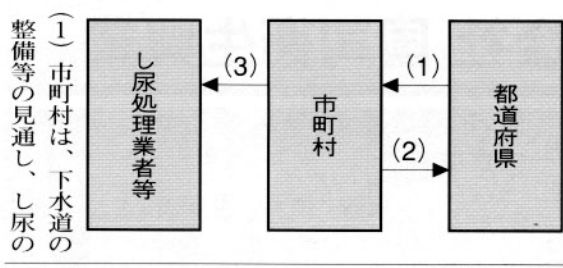 都道府県
(1)
(2)
市町村
(3)
し尿処理業者等
(1) 市町村は、下水道の
整備等の見通し、し尿の